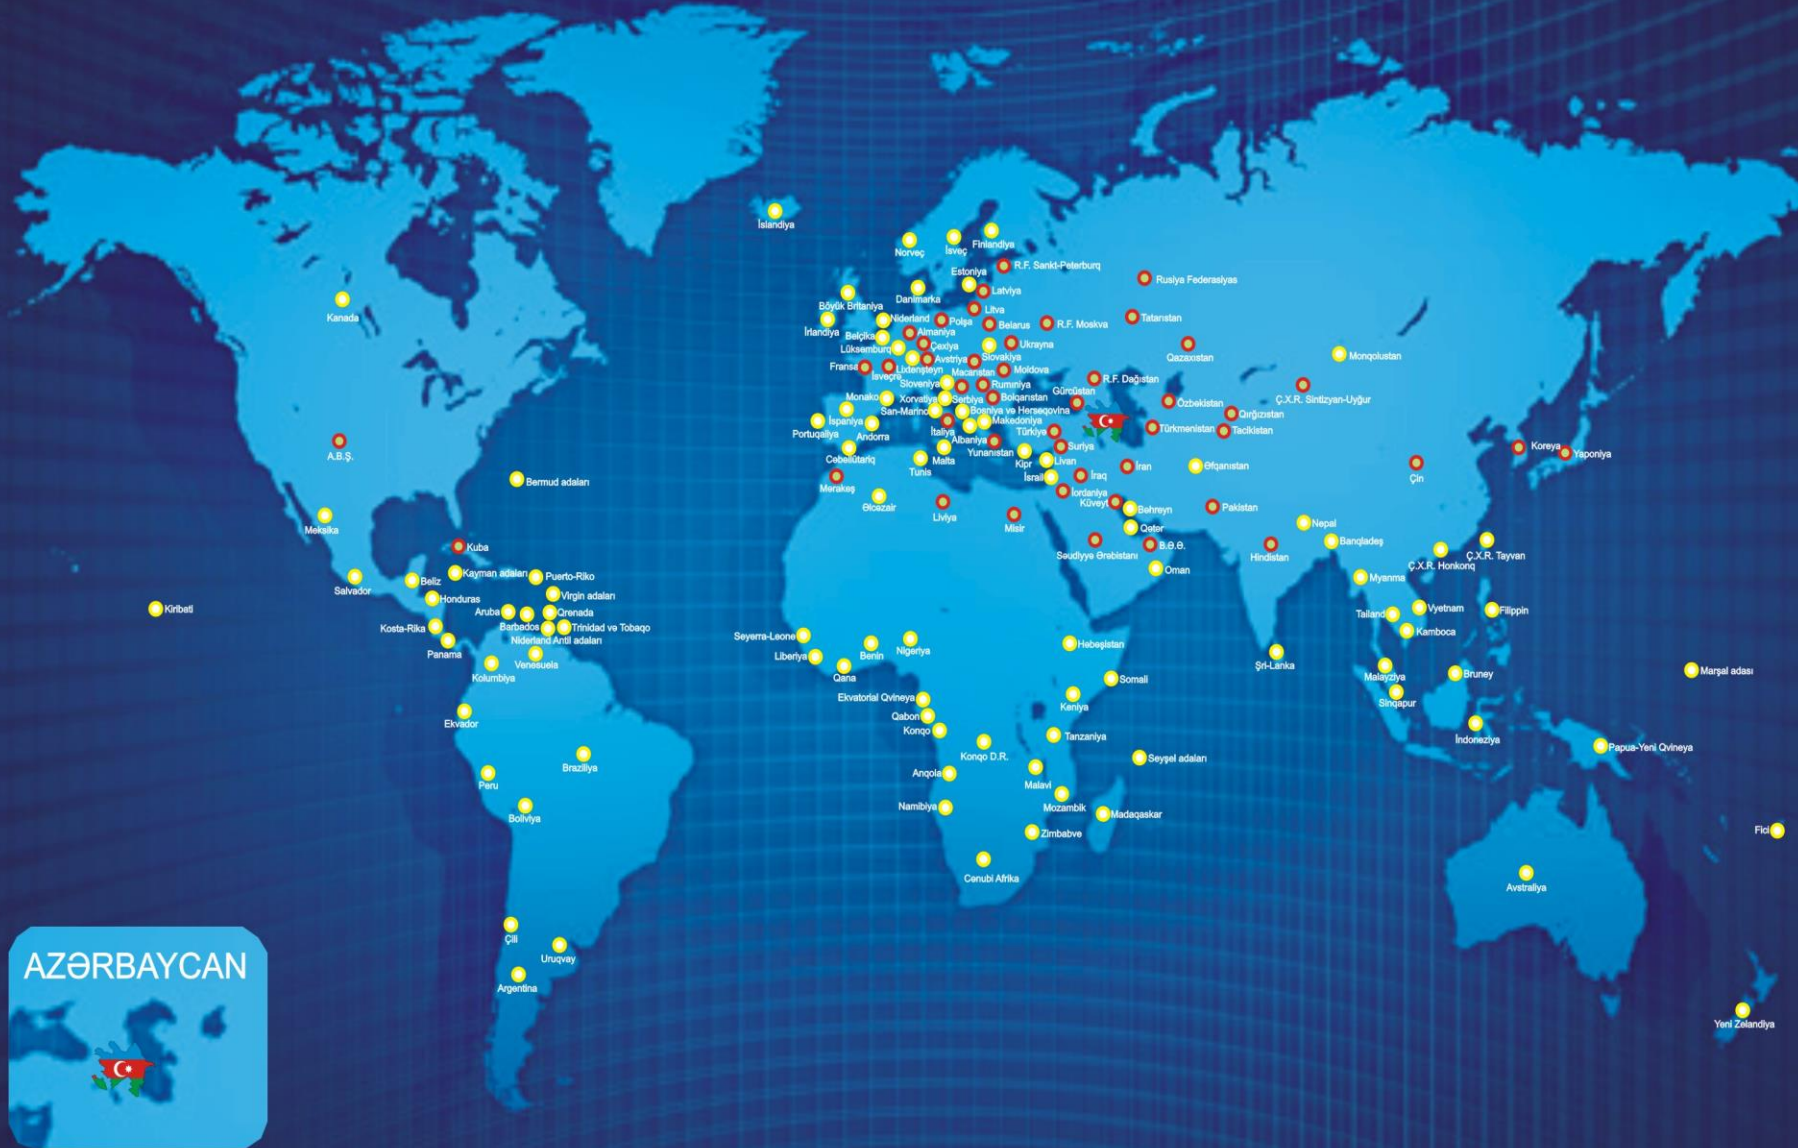 İslandiya
Norveç
İsveç
Finlandiya
R.F. Sankt-Peterburq
Estoniya
Rusiya Federasiyas
Danimarka
Latviya
Kanada
Böyük Britaniya
Litva
Tatarıstan
İrlandiya
Niderland
Polşa
Belarus
R.F. Moskva
Belçika
Almaniya
Lüksemburq
Çexiya
Ukrayna
Slovakiya
Qazaxıstan
Monqolustan
Fransa
İsveçrə
Lixtenşteyn
Avstriya
Macarıstan
Moldova
R.F. Dağıstan
Sloveniya
Rumıniya
Gürcüstan
Ç.X.R. Sintizyan-Uyğur
Monako
Xorvatiya
Serbiya
Bolqarıstan
Özbəkistan
San-Marino
Bosniya və Herseqovina
Qırğızıstan
İspaniya
Makedoniya
Portuqaliya
Andorra
İtaliya
Türkiyə
Türkmənistan
Tacikistan
Albaniya
Yunanıstan
Suriya
Koreya
Yaponiya
A.B.Ş.
Cəbəllütariq
Tunis
Malta
Kipr
Livan
İran
Əfqanıstan
Çin
İsrail
İraq
Bermud adaları
Mərakeş
İordaniya
Əlcəzair
Küveyt
Liviya
Bəhreyn
Pakistan
Meksika
Misir
Qətər
Nepal
Banqladeş
Kuba
Səudiyyə Ərəbistanı
B.Ə.Ə.
Hindistan
Ç.X.R. Tayvan
Ç.X.R. Honkonq
Oman
Kayman adaları
Puerto-Riko
Myanma
Beliz
Salvador
Virgin adaları
Honduras
Kiribati
Aruba
Qrenada
Tailand
Vyetnam
Filippin
Kosta-Rika
Barbados
Trinidad və Tobaqo
Kamboca
Niderland Antil adaları
Seyerra-Leone
Panama
Benin
Nigeriya
Həbəşistan
Liberiya
Venesuela
Kolumbiya
Qana
Şri-Lanka
Malayziya
Bruney
Marşal adası
Somali
Ekvatorial Qvineya
Keniya
Sinqapur
Qabon
Ekvador
Konqo
Tanzaniya
İndoneziya
Papua-Yeni Qvineya
Konqo D.R.
Seyşel adaları
Braziliya
Anqola
Peru
Malavi
Namibiya
Mozambik
Boliviya
Madaqaskar
Zimbabve
Fici
Cənubi Afrika
Avstraliya
Çili
Uruqvay
AZƏRBAYCAN
Argentina
Yeni Zelandiya